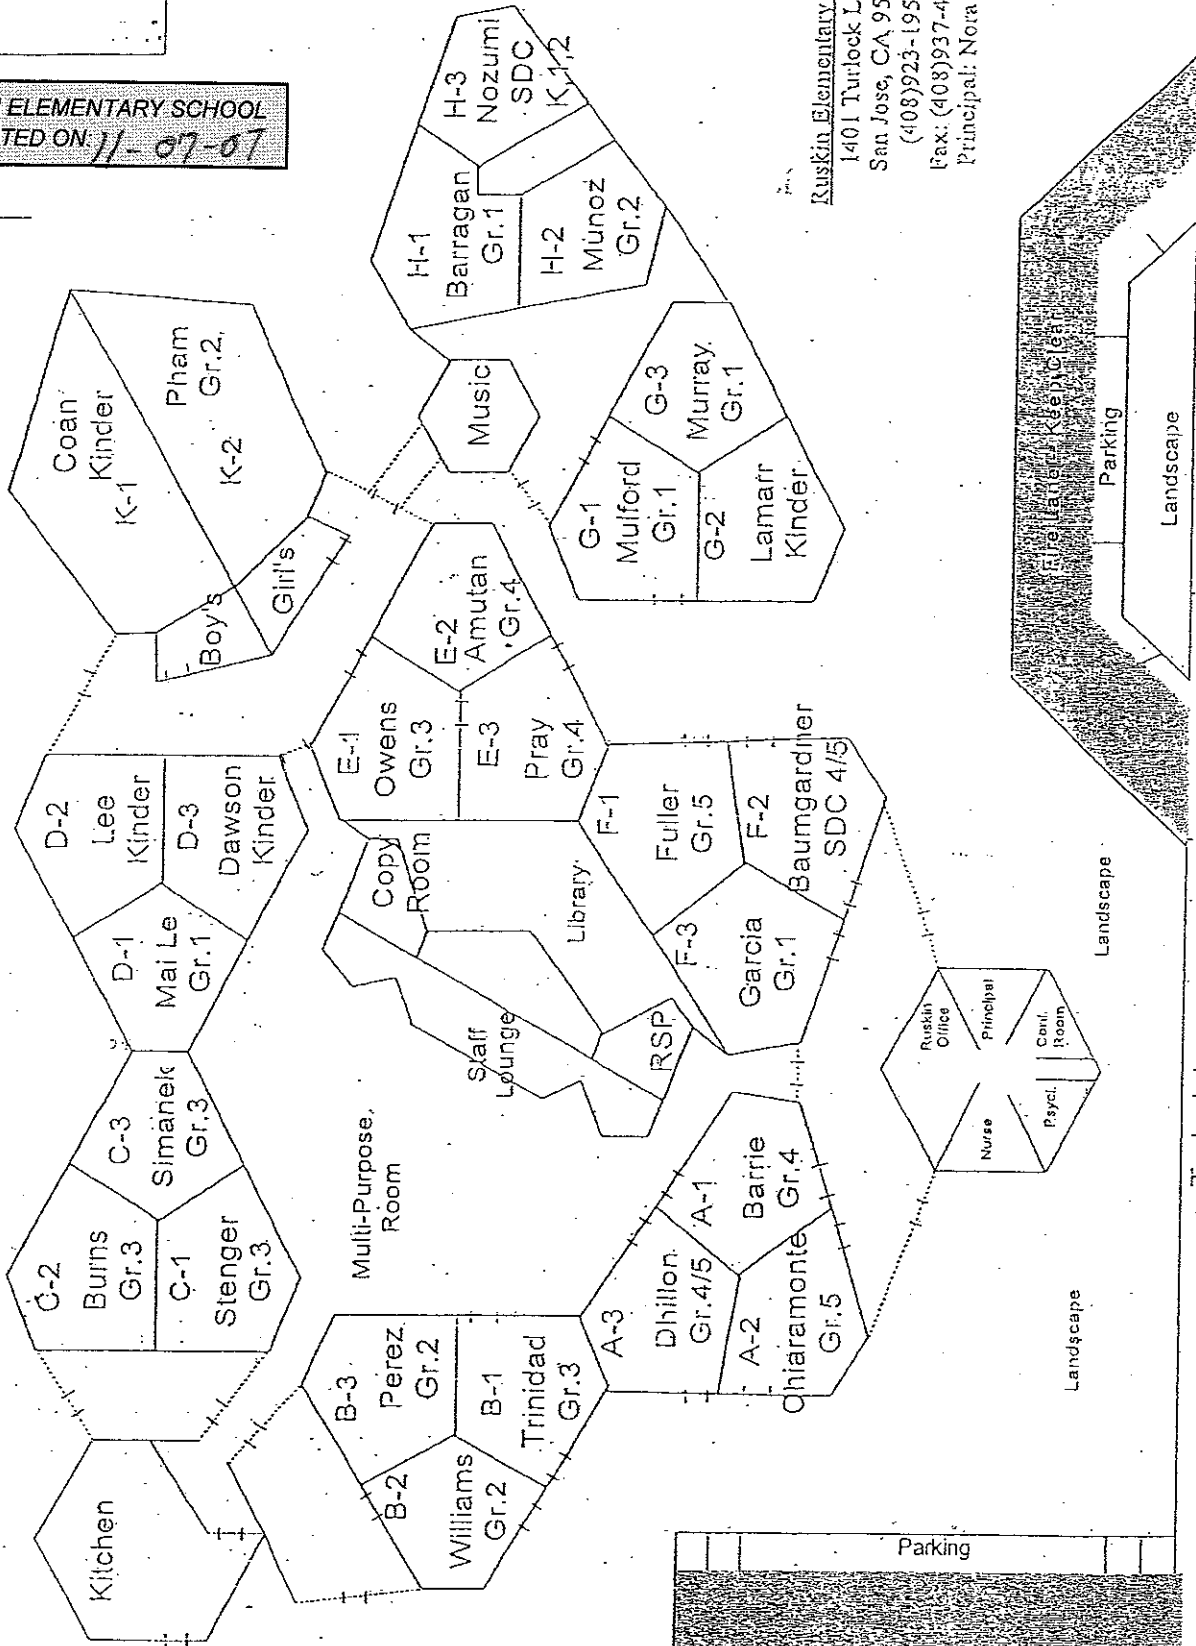 ELEMENTARY SCHOOL
TED ON 11-07-07
Ruskin Elementary
1401 Turlock L
San Jose, CA 95
(408)923-195
Fax: (408)937-4
Principal: Nora
Kitchen
C-2
Burns
Gr.3
C-1
Stenger
Gr.3
C-3
Simanek
Gr.3
D-1
Mai Le
Gr.1
D-2
Lee
Kinder
D-3
Dawson
Kinder
Boy's
Girl's
Coan
Kinder
K-1
Pham
Gr.2
K-2
B-3
Perez
Gr.2
B-2
Williams
Gr.2
B-1
Trinidad
Gr.3
Multi-Purpose
Room
Staff
Lounge
Copy
Room
Library
RSP
E-1
Owens
Gr.3
E-2
Amutan
Gr.4
E-3
Pray
Gr.4
Music
H-1
Barragan
Gr.1
H-2
Munoz
Gr.2
H-3
Nozumi
SDC
K,1,2
A-3
Dhillon
Gr.4/5
A-1
Barrie
Gr.4
A-2
Chiaramonte
Gr.5
F-1
Fuller
Gr.5
F-2
Baumgardner
SDC 4/5
F-3
Garcia
Gr.1
G-1
Mulford
Gr.1
G-2
Lamarr
Kinder
G-3
Murray
Gr.1
Nurse
Psycl.
Ruskin
Office
Principal
Conf.
Room
Landscape
Landscape
Parking
Fire Lane Keep Clear
Parking
Landscape